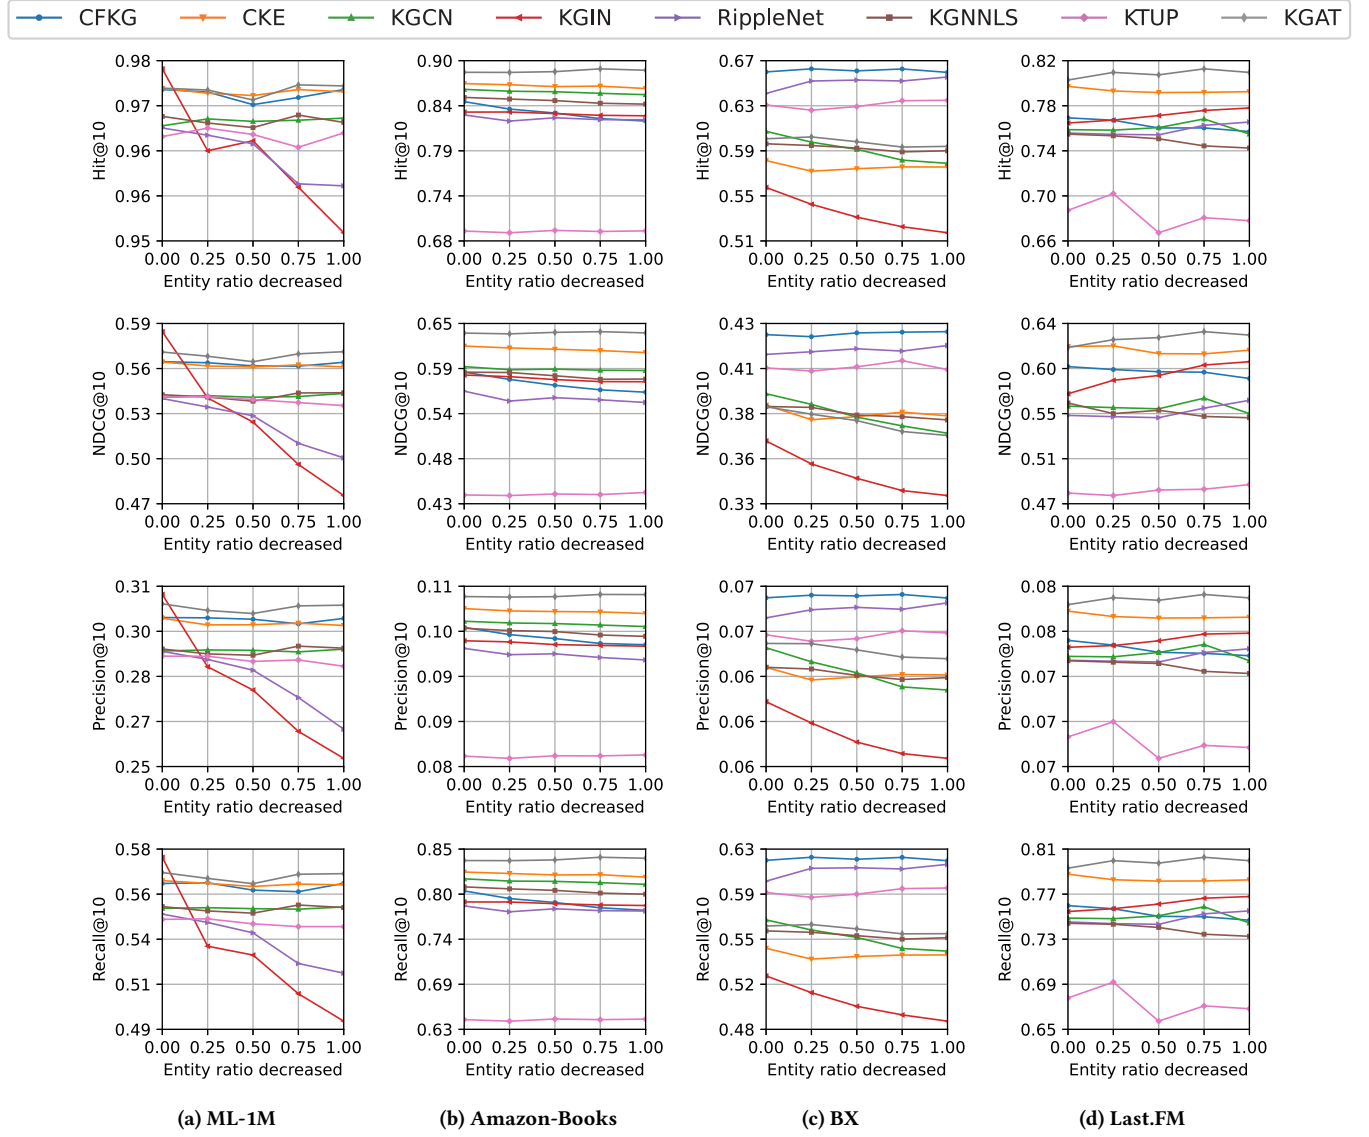 CFKG CKE KGCN KGIN RippleNet KGNNLS KTUP KGAT
0.98 0.97 0.96 0.96 0.95
Hit@10
0.00 0.25 0.50 0.75 1.00
Entity ratio decreased
0.90 0.84 0.79 0.74 0.68
Hit@10
0.00 0.25 0.50 0.75 1.00
Entity ratio decreased
0.67 0.63 0.59 0.55 0.51
Hit@10
0.00 0.25 0.50 0.75 1.00
Entity ratio decreased
0.82 0.78 0.74 0.70 0.66
Hit@10
0.00 0.25 0.50 0.75 1.00
Entity ratio decreased
0.59 0.56 0.53 0.50 0.47
NDCG@10
0.00 0.25 0.50 0.75 1.00
Entity ratio decreased
0.65 0.59 0.54 0.48 0.43
NDCG@10
0.00 0.25 0.50 0.75 1.00
Entity ratio decreased
0.43 0.41 0.38 0.36 0.33
NDCG@10
0.00 0.25 0.50 0.75 1.00
Entity ratio decreased
0.64 0.60 0.55 0.51 0.47
NDCG@10
0.00 0.25 0.50 0.75 1.00
Entity ratio decreased
0.31 0.30 0.28 0.27 0.25
Precision@10
0.00 0.25 0.50 0.75 1.00
Entity ratio decreased
0.11 0.10 0.09 0.09 0.08
Precision@10
0.00 0.25 0.50 0.75 1.00
Entity ratio decreased
0.07 0.07 0.06 0.06 0.06
Precision@10
0.00 0.25 0.50 0.75 1.00
Entity ratio decreased
0.08 0.08 0.08 0.07 0.07
Precision@10
0.00 0.25 0.50 0.75 1.00
Entity ratio decreased
0.58 0.56 0.54 0.51 0.49
Recall@10
0.00 0.25 0.50 0.75 1.00
Entity ratio decreased
0.85 0.80 0.74 0.69 0.63
Recall@10
0.00 0.25 0.50 0.75 1.00
Entity ratio decreased
0.63 0.59 0.55 0.52 0.48
Recall@10
0.00 0.25 0.50 0.75 1.00
Entity ratio decreased
0.81 0.77 0.73 0.69 0.65
Recall@10
0.00 0.25 0.50 0.75 1.00
Entity ratio decreased
(a) ML-1M
(b) Amazon-Books
(c) BX
(d) Last.FM